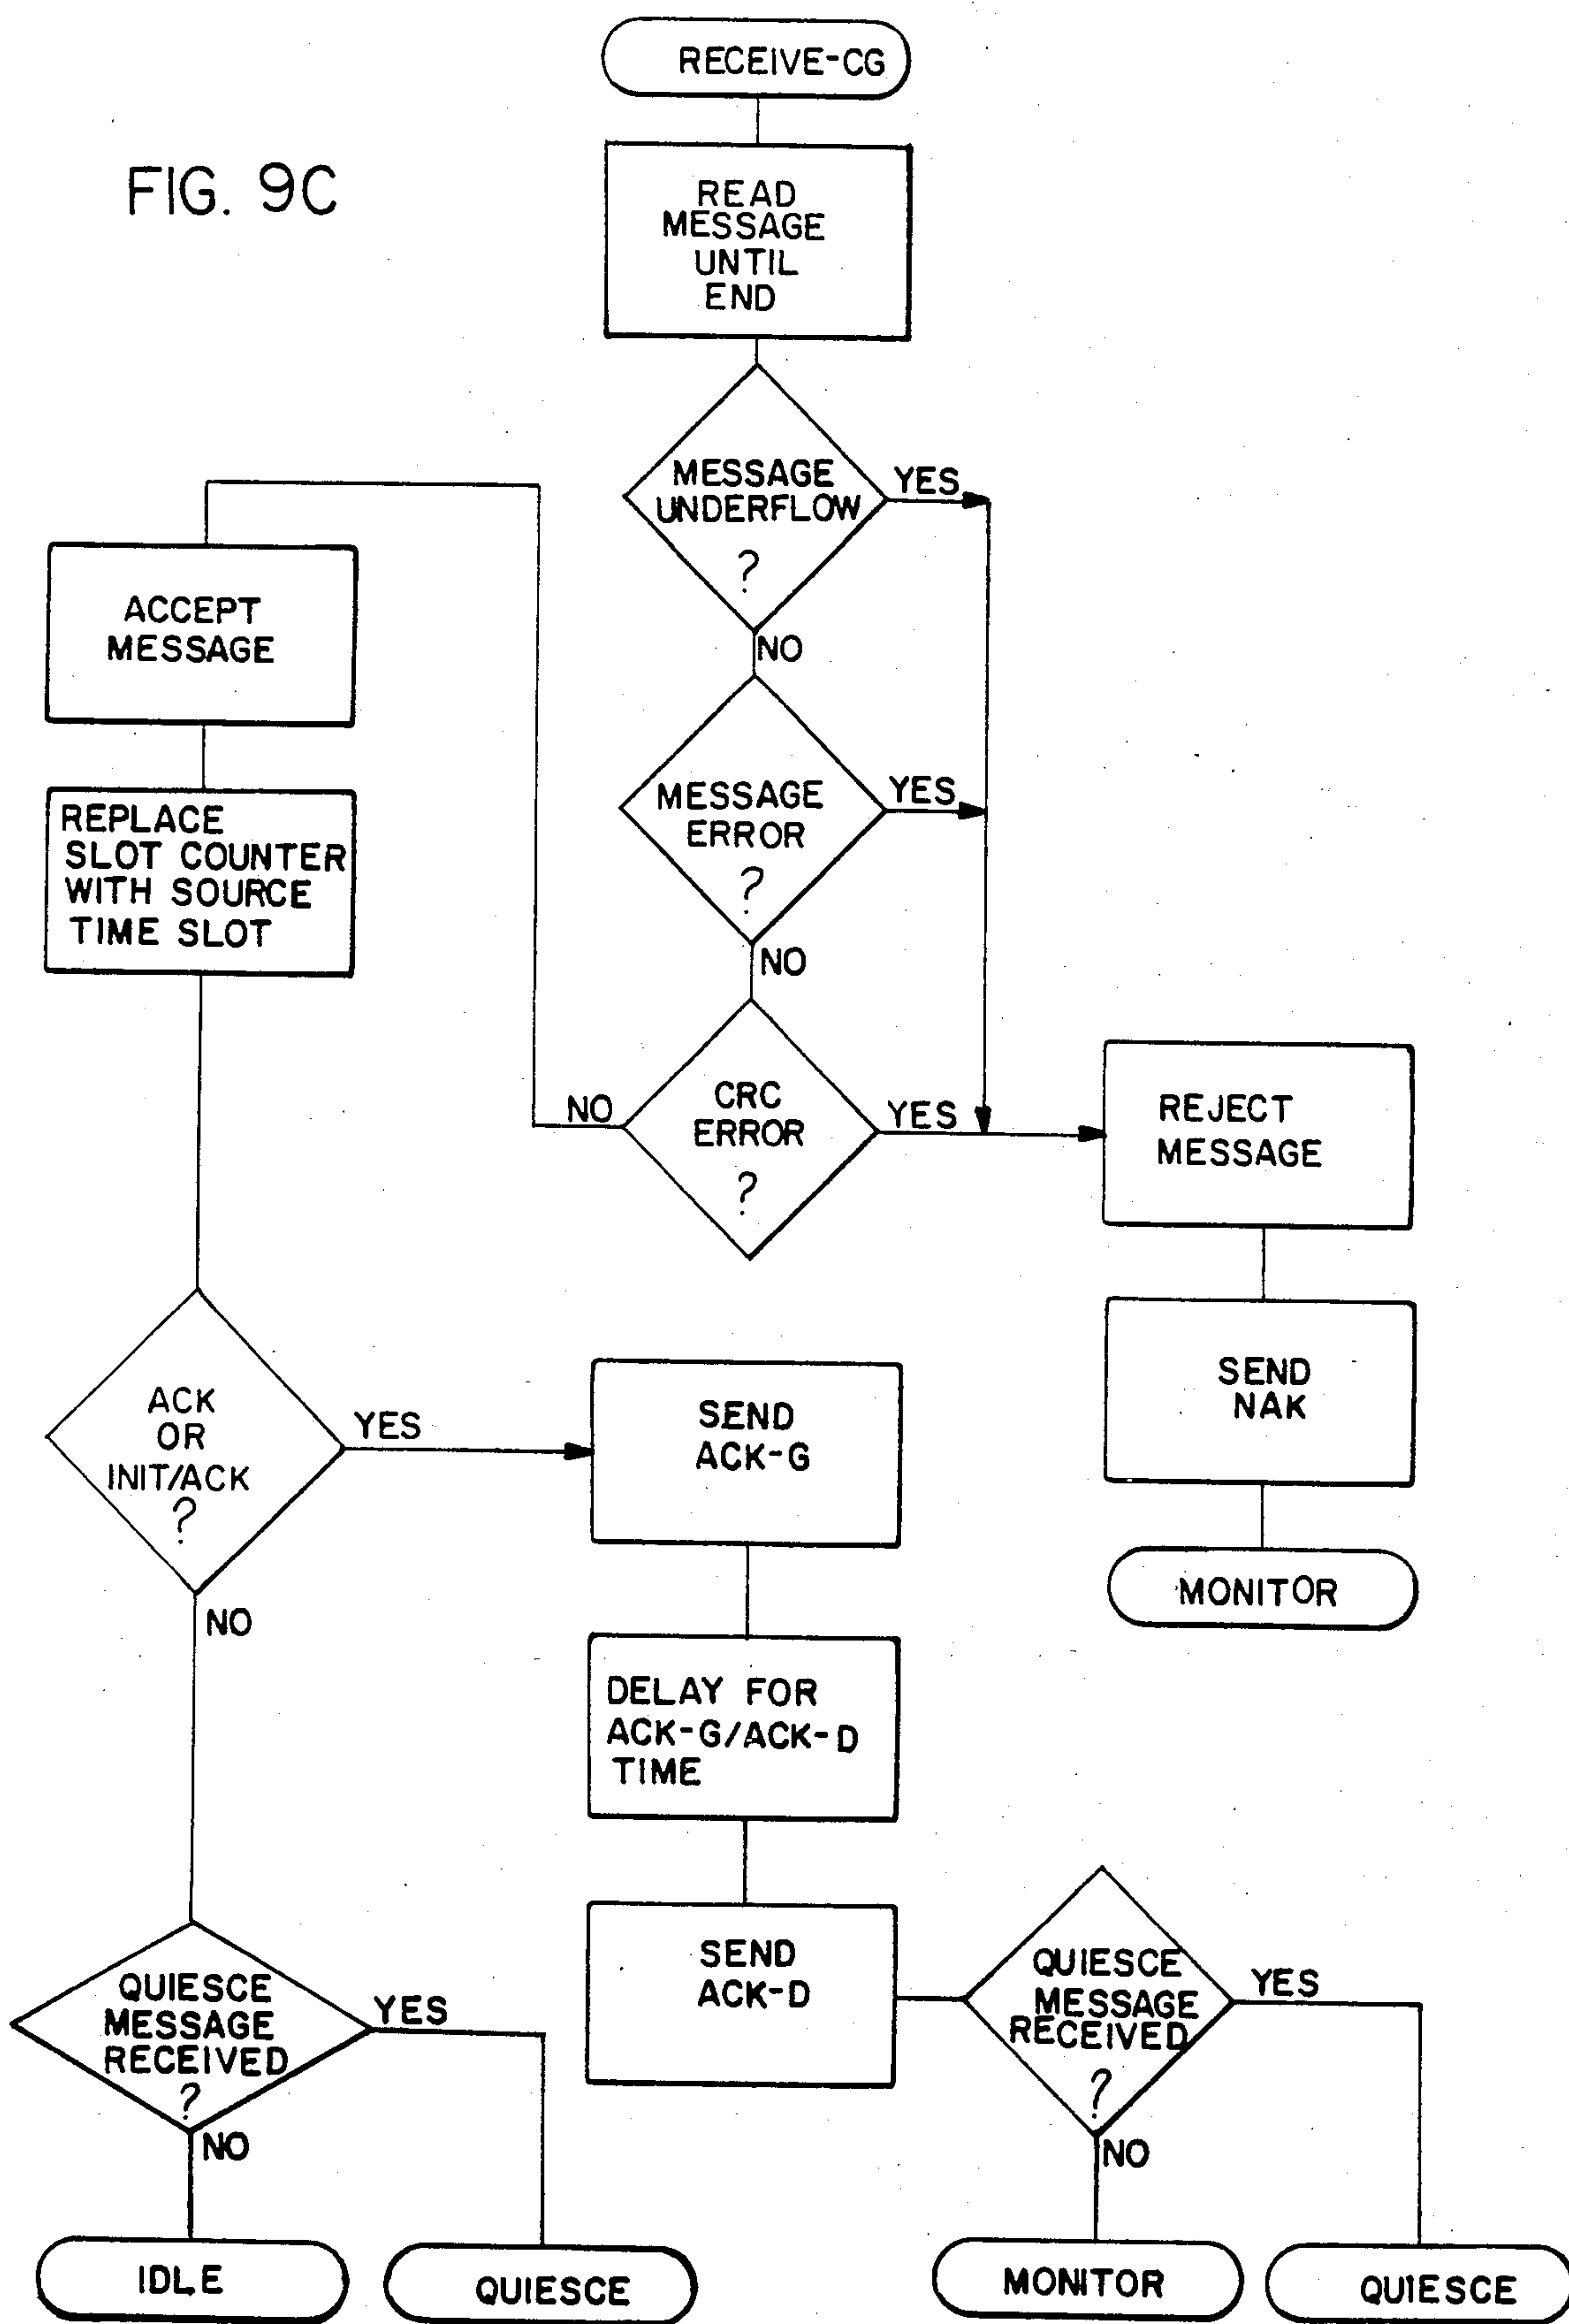 RECEIVE-CG
FIG. 9C
READ
MESSAGE
UNTIL
END
MESSAGE
UNDERFLOW
?
YES
NO
ACCEPT
MESSAGE
MESSAGE
ERROR
?
YES
NO
REPLACE
SLOT COUNTER
WITH SOURCE
TIME SLOT
CRC
ERROR
?
NO
YES
REJECT
MESSAGE
SEND
NAK
MONITOR
ACK
OR
INIT/ACK
?
YES
NO
SEND
ACK-G
DELAY FOR
ACK-G/ACK-D
TIME
SEND
ACK-D
QUIESCE
MESSAGE
RECEIVED
?
YES
NO
QUIESCE
MESSAGE
RECEIVED
?
YES
NO
IDLE
QUIESCE
MONITOR
QUIESCE